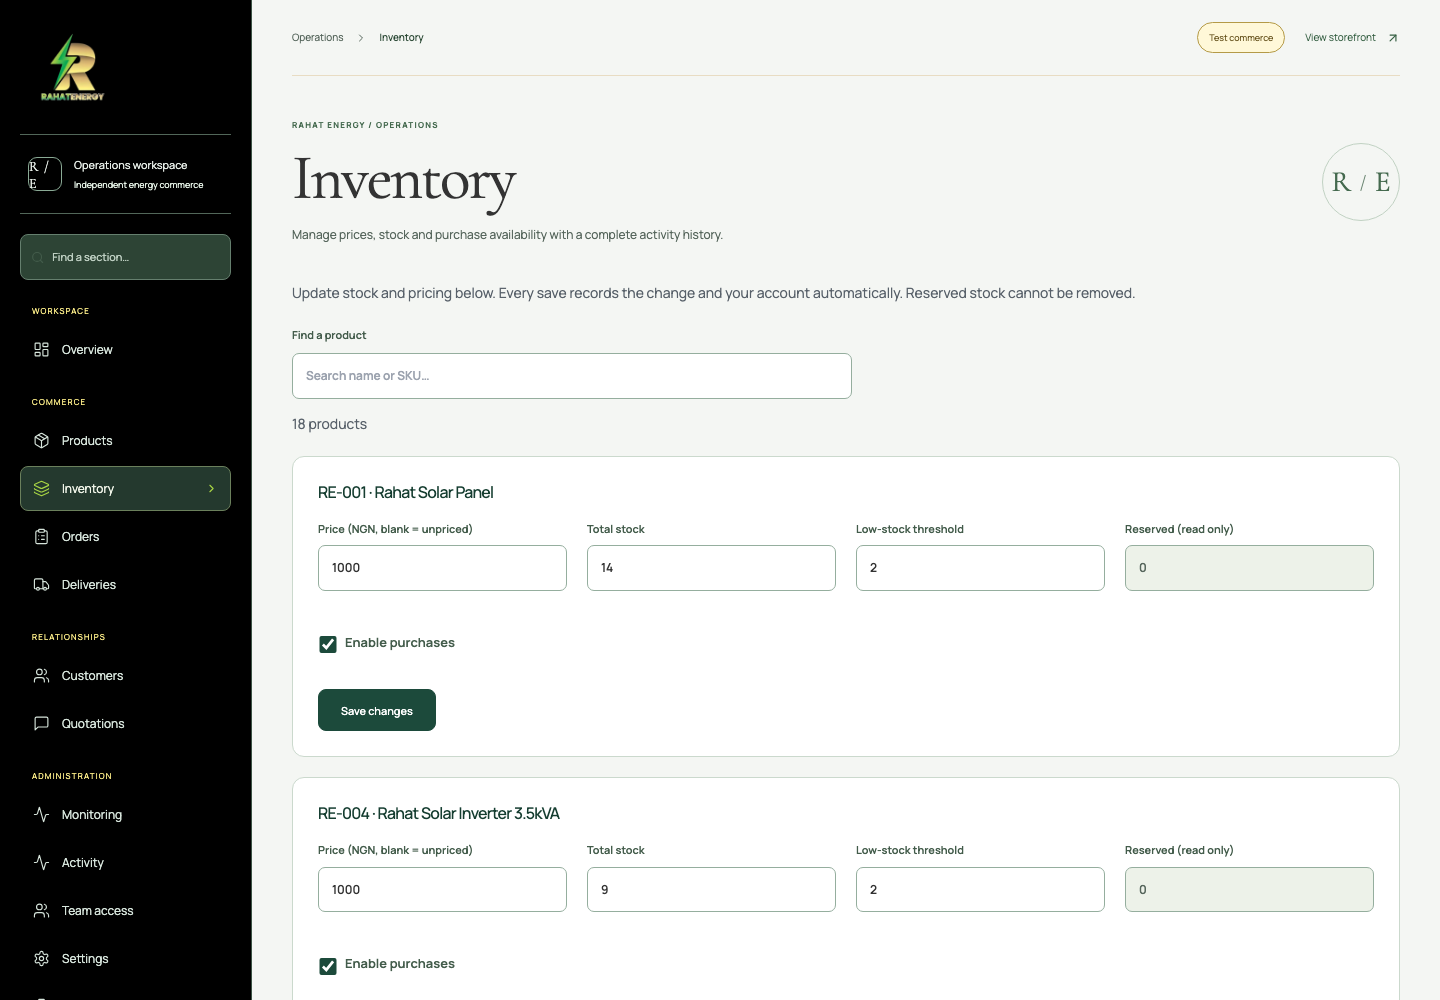 RAHATENERGY
R /
E
Operations workspace
Independent energy commerce
Find a section…
WORKSPACE
Overview
COMMERCE
Products
Inventory
Orders
Deliveries
RELATIONSHIPS
Customers
Quotations
ADMINISTRATION
Monitoring
Activity
Team access
Settings
Operations > Inventory
Test commerce
View storefront
RAHAT ENERGY / OPERATIONS
Inventory
R / E
Manage prices, stock and purchase availability with a complete activity history.
Update stock and pricing below. Every save records the change and your account automatically. Reserved stock cannot be removed.
Find a product
Search name or SKU…
18 products
RE-001 · Rahat Solar Panel
Price (NGN, blank = unpriced) Total stock Low-stock threshold Reserved (read only)
1000 14 2 0
Enable purchases
Save changes
RE-004 · Rahat Solar Inverter 3.5kVA
Price (NGN, blank = unpriced) Total stock Low-stock threshold Reserved (read only)
1000 9 2 0
Enable purchases